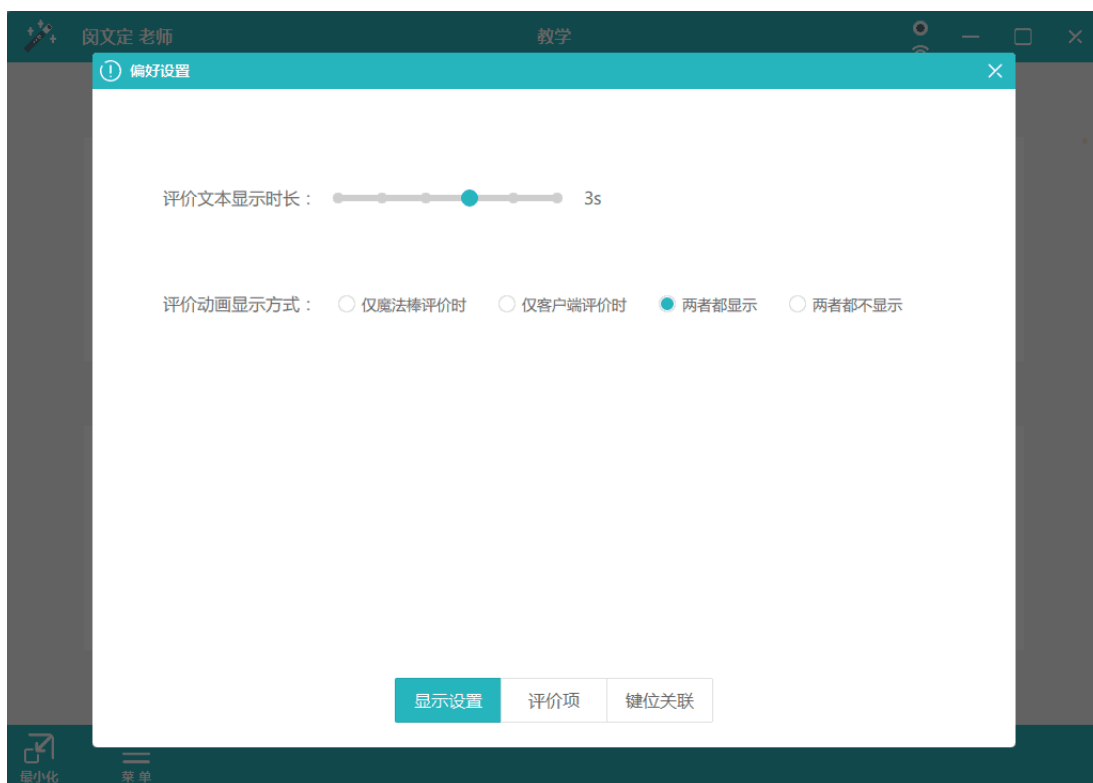 闵文定 老师
教学
偏好设置
评价文本显示时长：
3s
评价动画显示方式：
仅魔法棒评价时
仅客户端评价时
两者都显示
两者都不显示
显示设置
评价项
键位关联
最小化
菜 单